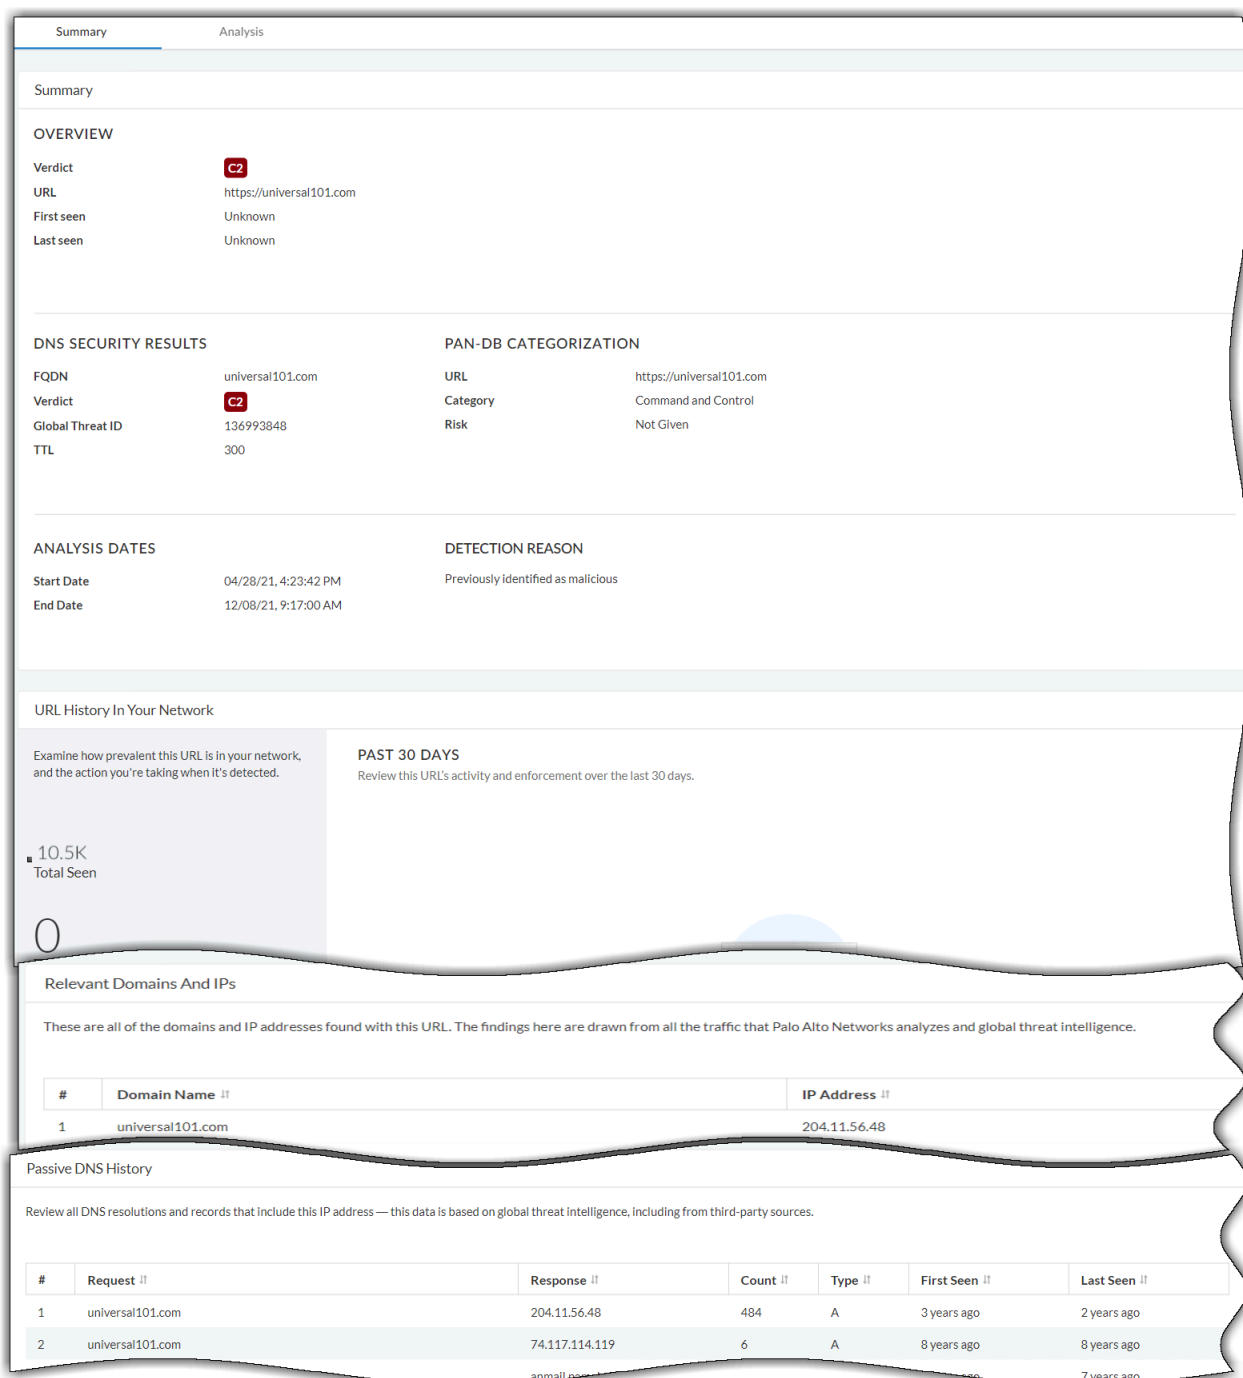 Summary Analysis
Summary
OVERVIEW
Verdict C2
URL https://universal101.com
First seen Unknown
Last seen Unknown
DNS SECURITY RESULTS PAN-DB CATEGORIZATION
FQDN universal101.com URL https://universal101.com
Verdict C2 Category Command and Control
Global Threat ID 136993848 Risk Not Given
TTL 300
ANALYSIS DATES DETECTION REASON
Start Date 04/28/21, 4:23:42 PM Previously identified as malicious
End Date 12/08/21, 9:17:00 AM
URL History In Your Network
Examine how prevalent this URL is in your network, PAST 30 DAYS
and the action you're taking when it's detected. Review this URL's activity and enforcement over the last 30 days.
10.5K
Total Seen
0
Relevant Domains And IPs
These are all of the domains and IP addresses found with this URL. The findings here are drawn from all the traffic that Palo Alto Networks analyzes and global threat intelligence.
# Domain Name IP Address
1 universal101.com 204.11.56.48
Passive DNS History
Review all DNS resolutions and records that include this IP address — this data is based on global threat intelligence, including from third-party sources.
# Request Response Count Type First Seen Last Seen
1 universal101.com 204.11.56.48 484 A 3 years ago 2 years ago
2 universal101.com 74.117.114.119 6 A 8 years ago 8 years ago
7 years ago